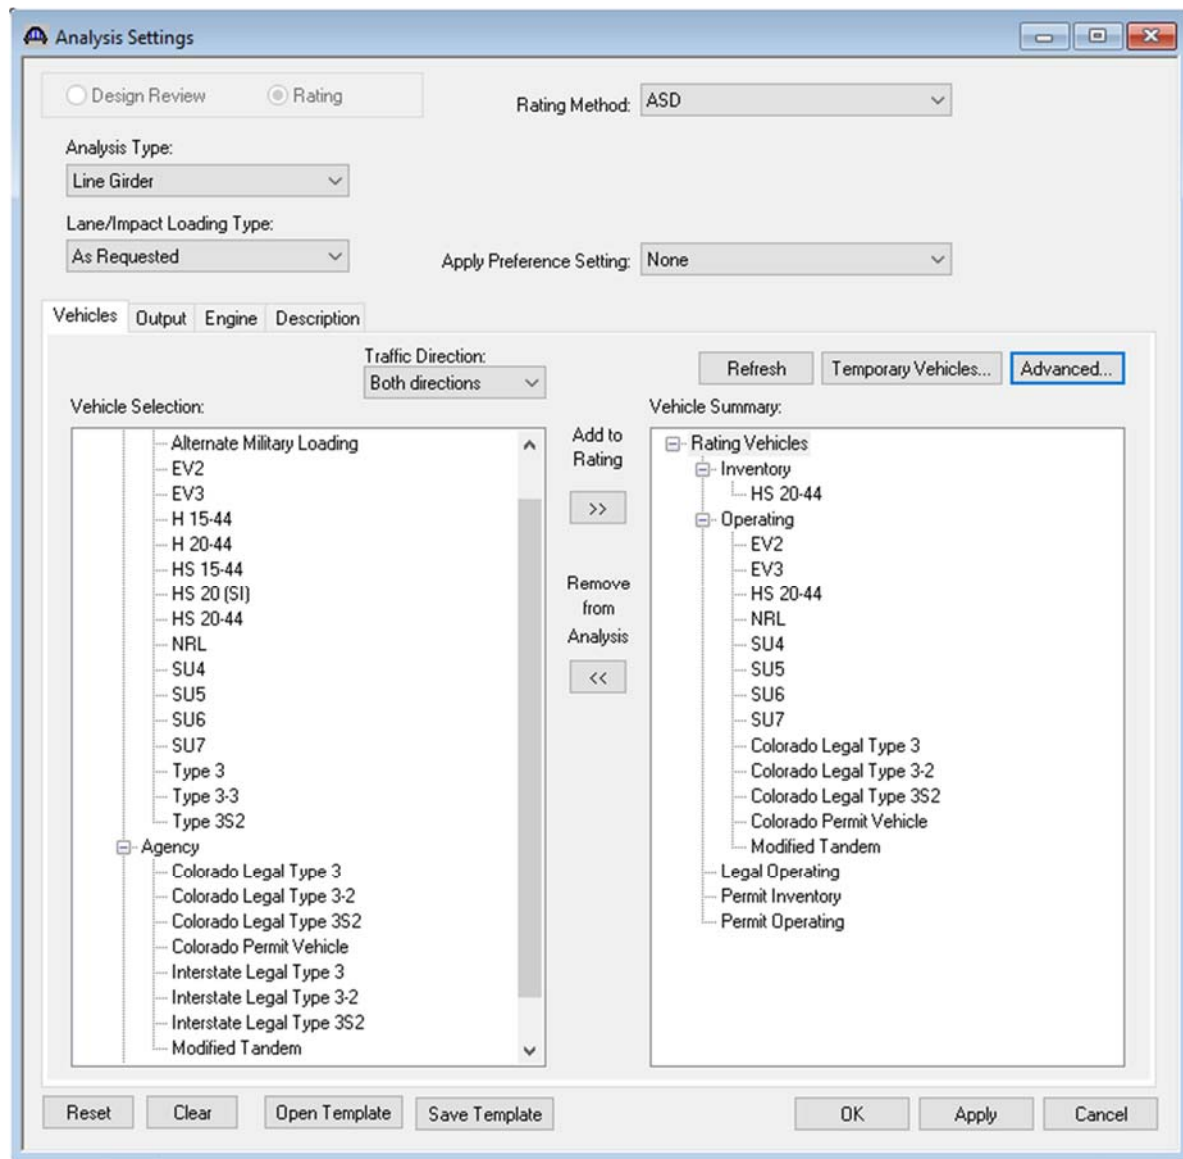 Analysis Settings
Design Review Rating
Rating Method: ASD
Analysis Type:
Line Girder
Lane/Impact Loading Type:
As Requested
Apply Preference Setting: None
Vehicles Output Engine Description
Traffic Direction:
Both directions
Refresh Temporary Vehicles... Advanced...
Vehicle Selection:
Alternate Military Loading
EV2
EV3
H 15-44
H 20-44
HS 15-44
HS 20 (SI)
HS 20-44
NRL
SU4
SU5
SU6
SU7
Type 3
Type 3-3
Type 3S2
Agency
Colorado Legal Type 3
Colorado Legal Type 3-2
Colorado Legal Type 3S2
Colorado Permit Vehicle
Interstate Legal Type 3
Interstate Legal Type 3-2
Interstate Legal Type 3S2
Modified Tandem
Add to
Rating
>>
Remove
from
Analysis
<<
Vehicle Summary:
Rating Vehicles
Inventory
HS 20-44
Operating
EV2
EV3
HS 20-44
NRL
SU4
SU5
SU6
SU7
Colorado Legal Type 3
Colorado Legal Type 3-2
Colorado Legal Type 3S2
Colorado Permit Vehicle
Modified Tandem
Legal Operating
Permit Inventory
Permit Operating
Reset Clear Open Template Save Template OK Apply Cancel